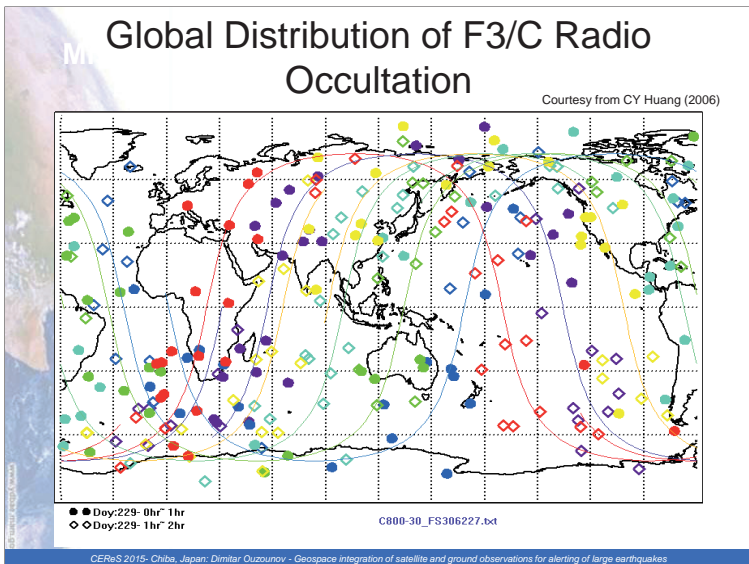 Global Distribution of F3/C Radio
Occultation
Courtesy from CY Huang (2006)
Doy:229- 0hr~ 1hr
Doy:229- 1hr~ 2hr
C800-30_FS306227.txt
CEReS 2015- Chiba, Japan: Dimitar Ouzounov - Geospace integration of satellite and ground observations for alerting of large earthquakes